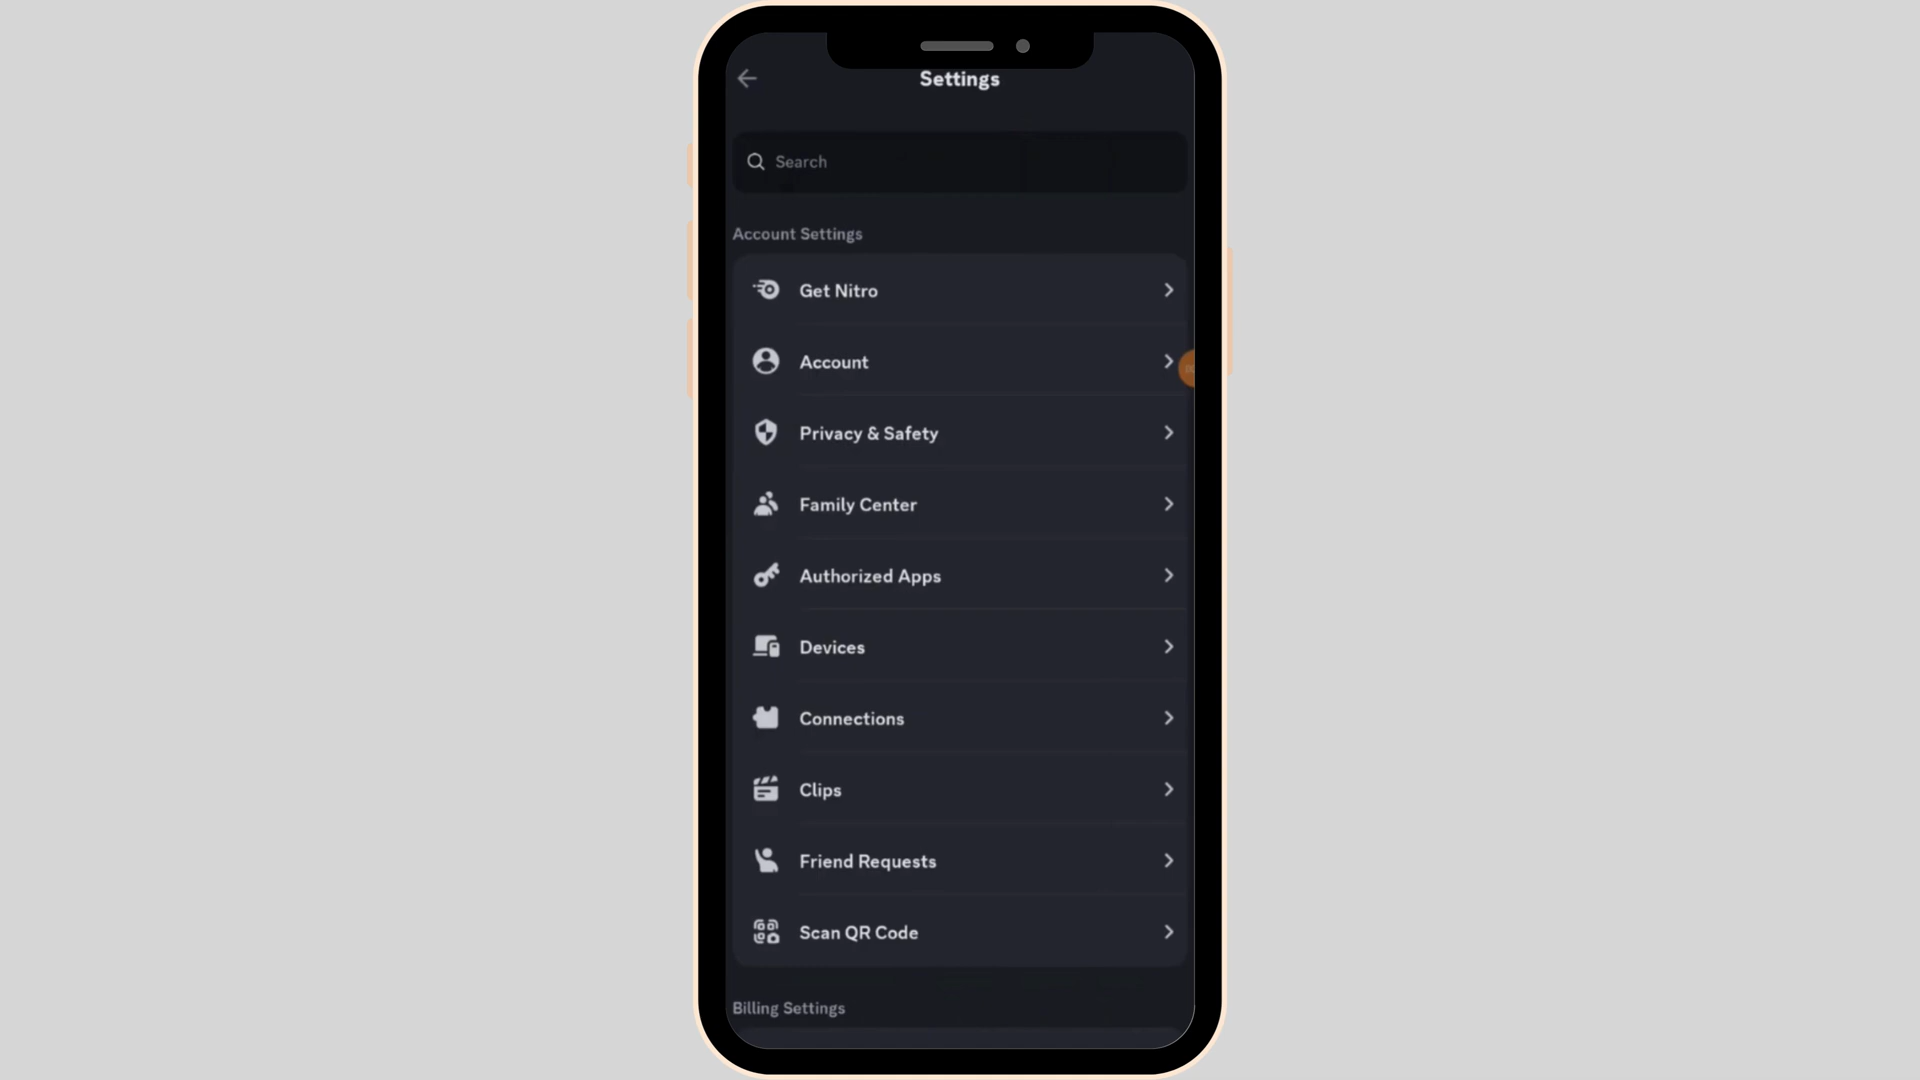 Settings
Search
Account Settings
Get Nitro
Account
Privacy & Safety
Family Center
Authorized Apps
Devices
Connections
Clips
Friend Requests
Scan QR Code
Billing Settings